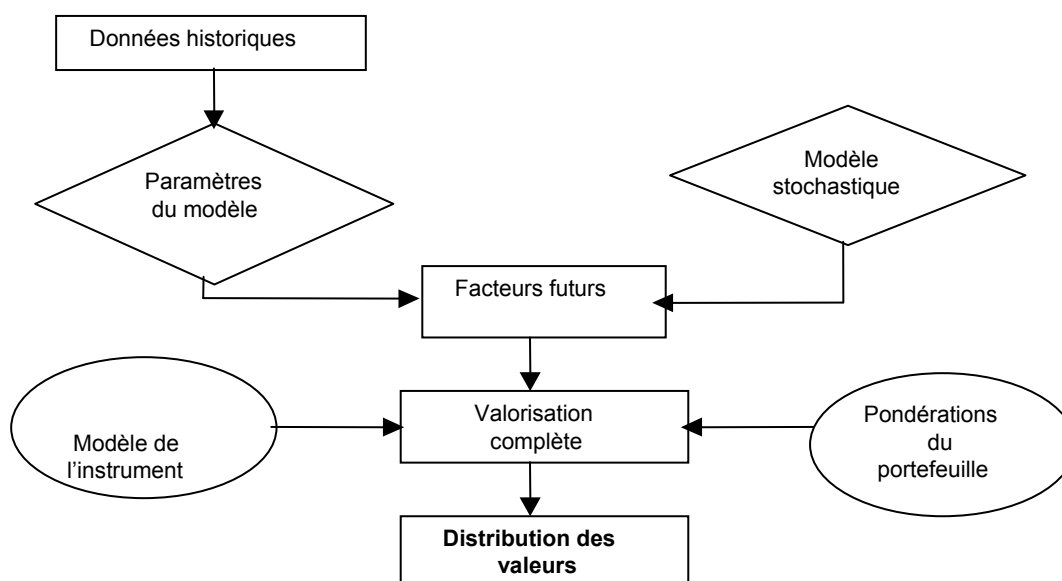 Données historiques
Paramètres
du modèle
Modèle
stochastique
Facteurs futurs
Modèle de
l'instrument
Valorisation
complète
Pondérations
du
portefeuille
Distribution des
valeurs